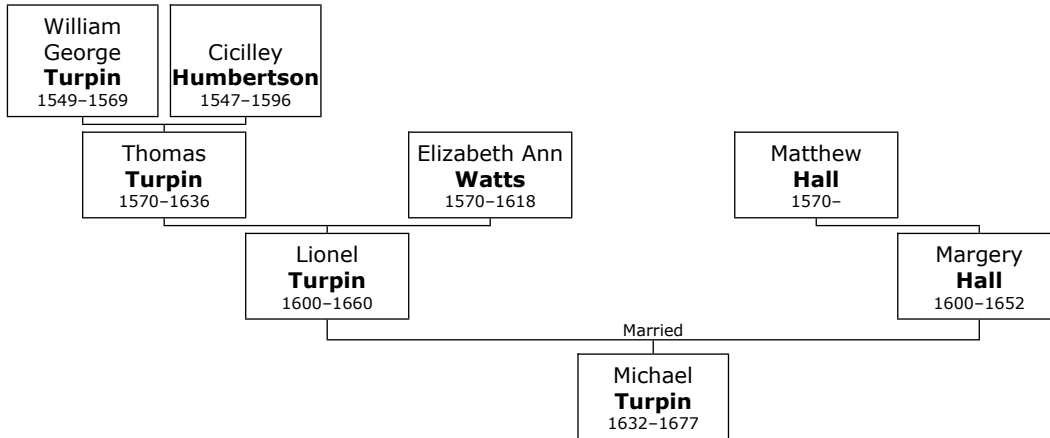 William
George
Turpin
1549–1569
Cicilley
Humbertson
1547–1596
Thomas
Turpin
1570–1636
Elizabeth Ann
Watts
1570–1618
Matthew
Hall
1570–
Lionel
Turpin
1600–1660
Margery
Hall
1600–1652
Married
Michael
Turpin
1632–1677